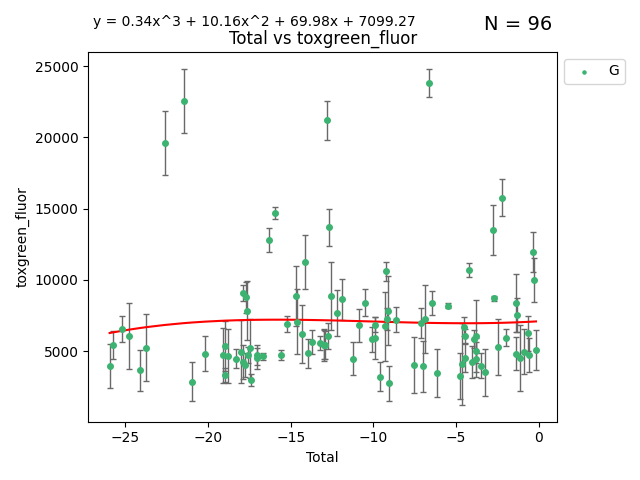 y = 0.34x^3 + 10.16x^2 + 69.98x + 7099.27
N = 96
Total vs toxgreen_fluor
G
25000
20000
15000
10000
5000
toxgreen_fluor
−25 −20 −15 −10 −5 0
Total